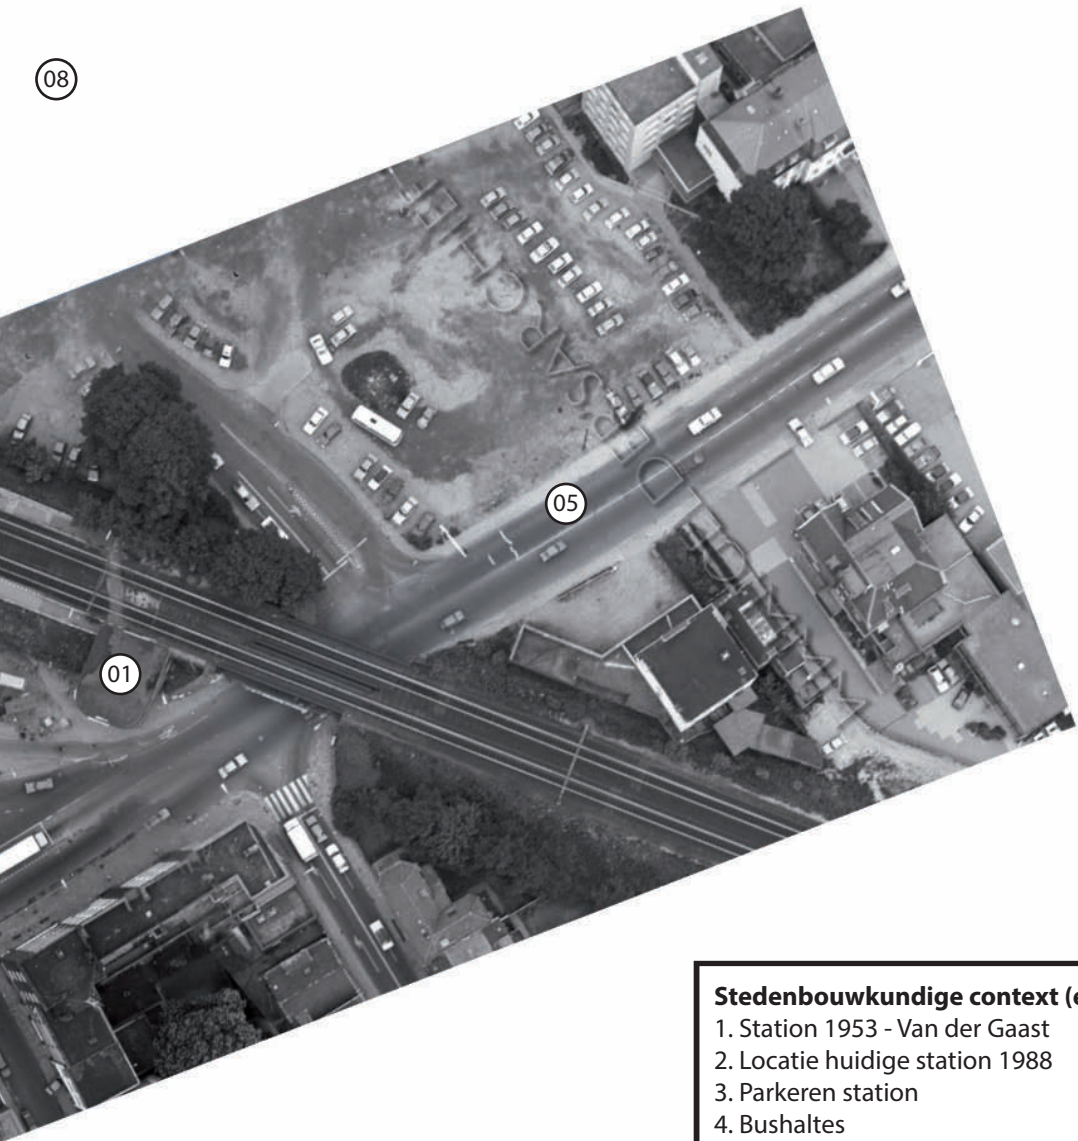 08
05
01
Stedenbouwkundige context (e
1. Station 1953 - Van der Gaast
2. Locatie huidige station 1988
3. Parkeren station
4. Bushaltes